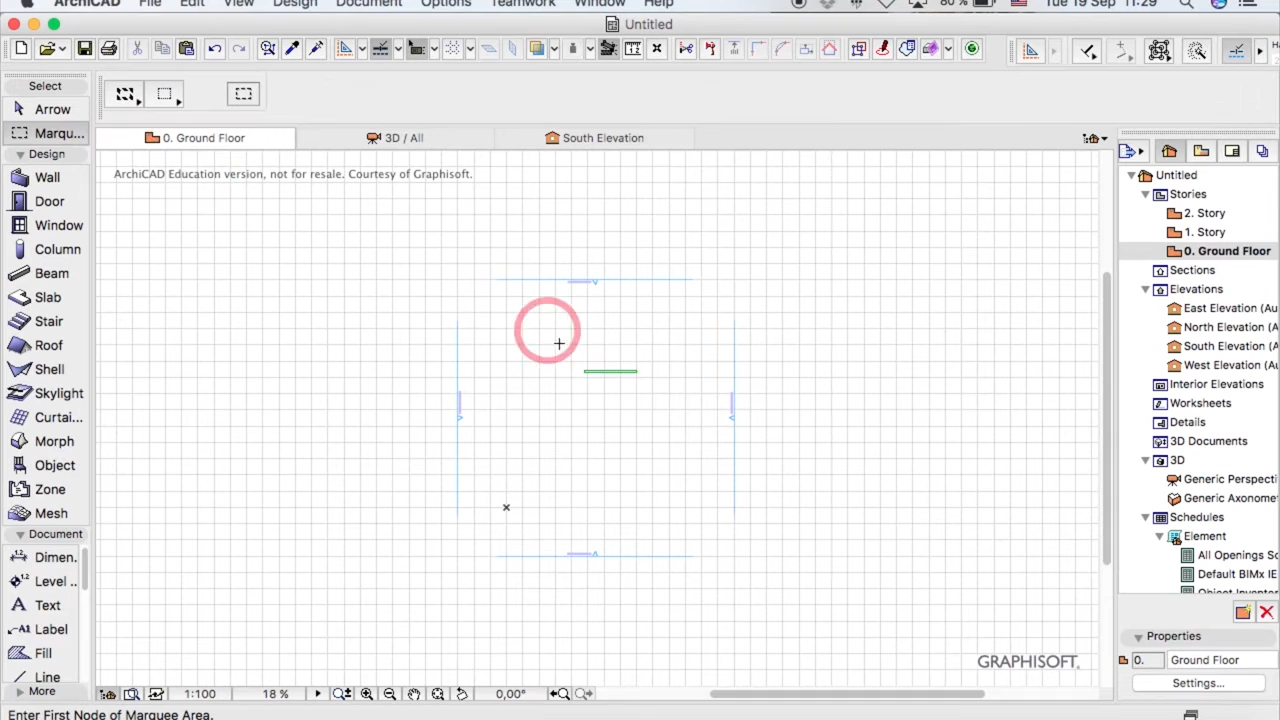 ArchiCAD File Edit View Design Document Options Teamwork Window Help 80 % Tue 19 Sep 11:29
Untitled
Select
Arrow
Marqu...
Design
Wall
Door
Window
Column
Beam
Slab
Stair
Roof
Shell
Skylight
Curtai...
Morph
Object
Zone
Mesh
Document
Dimen.
Level ..
A Text
A1 Label
Fill
Line
More
0. Ground Floor
3D / All
South Elevation
ArchiCAD Education version, not for resale. Courtesy of Graphisoft.
GRAPHISOFT.
1:100
18 %
0,00°
Enter First Node of Marquee Area.
Untitled
Stories
2. Story
1. Story
0. Ground Floor
Sections
Elevations
East Elevation (Au
North Elevation (
South Elevation (A
West Elevation (Au
Interior Elevations
Worksheets
Details
3D Documents
3D
Generic Perspecti
Generic Axonome
Schedules
Element
All Openings Sc
Default BIMx IE
Object Inventor
Properties
0. Ground Floor
Settings...